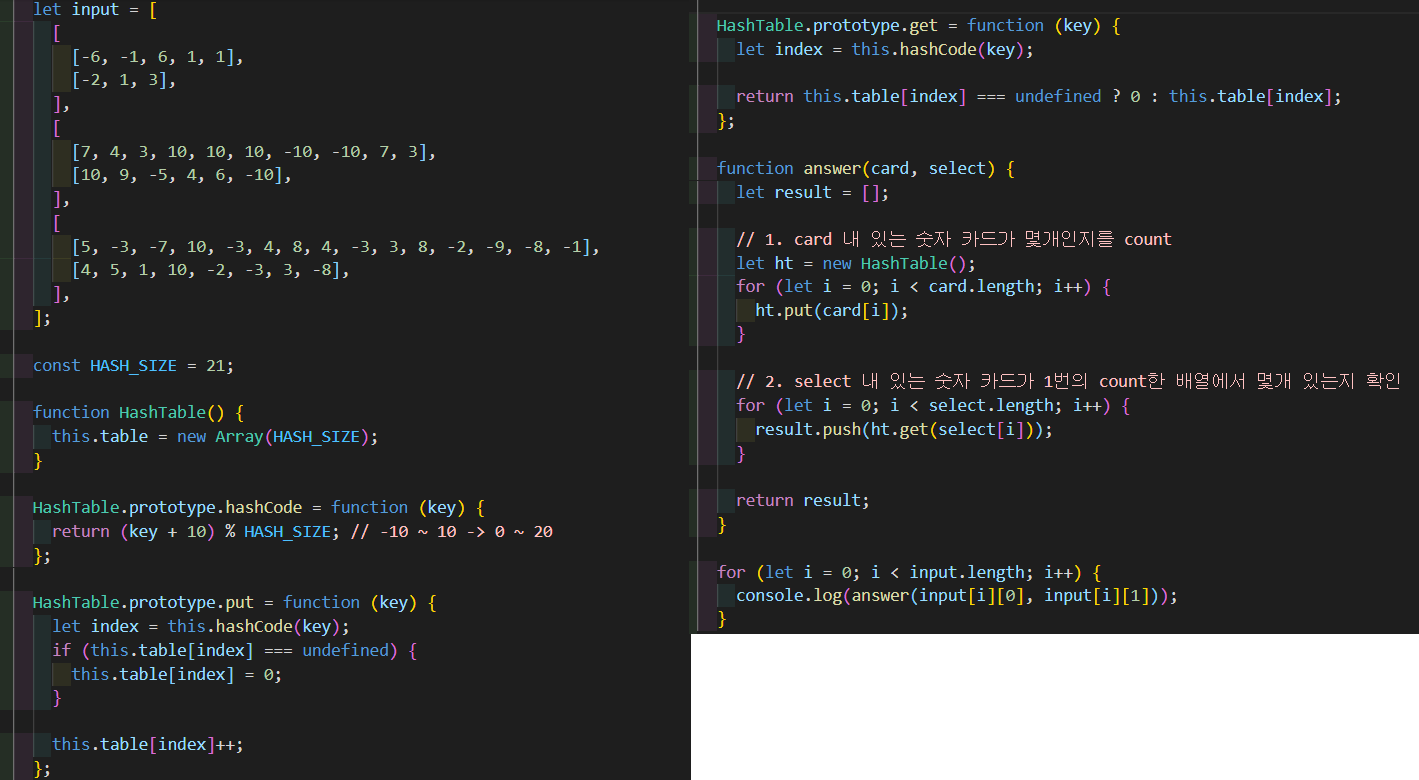 let input = [
  [
    [-6, -1, 6, 1, 1],
    [-2, 1, 3],
  ],
  [
    [7, 4, 3, 10, 10, 10, -10, -10, 7, 3],
    [10, 9, -5, 4, 6, -10],
  ],
  [
    [5, -3, -7, 10, -3, 4, 8, 4, -3, 3, 8, -2, -9, -8, -1],
    [4, 5, 1, 10, -2, -3, 3, -8],
  ],
];
const HASH_SIZE = 21;
function HashTable() {
  this.table = new Array(HASH_SIZE);
}
HashTable.prototype.hashCode = function (key) {
  return (key + 10) % HASH_SIZE; // -10 ~ 10 -> 0 ~ 20
};
HashTable.prototype.put = function (key) {
  let index = this.hashCode(key);
  if (this.table[index] === undefined) {
    this.table[index] = 0;
  }
  this.table[index]++;
};
HashTable.prototype.get = function (key) {
  let index = this.hashCode(key);
  return this.table[index] === undefined ? 0 : this.table[index];
};
function answer(card, select) {
  let result = [];
  // 1. card 내 있는 숫자 카드가 몇개인지를 count
  let ht = new HashTable();
  for (let i = 0; i < card.length; i++) {
    ht.put(card[i]);
  }
  // 2. select 내 있는 숫자 카드가 1번의 count한 배열에서 몇개 있는지 확인
  for (let i = 0; i < select.length; i++) {
    result.push(ht.get(select[i]));
  }
  return result;
}
for (let i = 0; i < input.length; i++) {
  console.log(answer(input[i][0], input[i][1]));
}